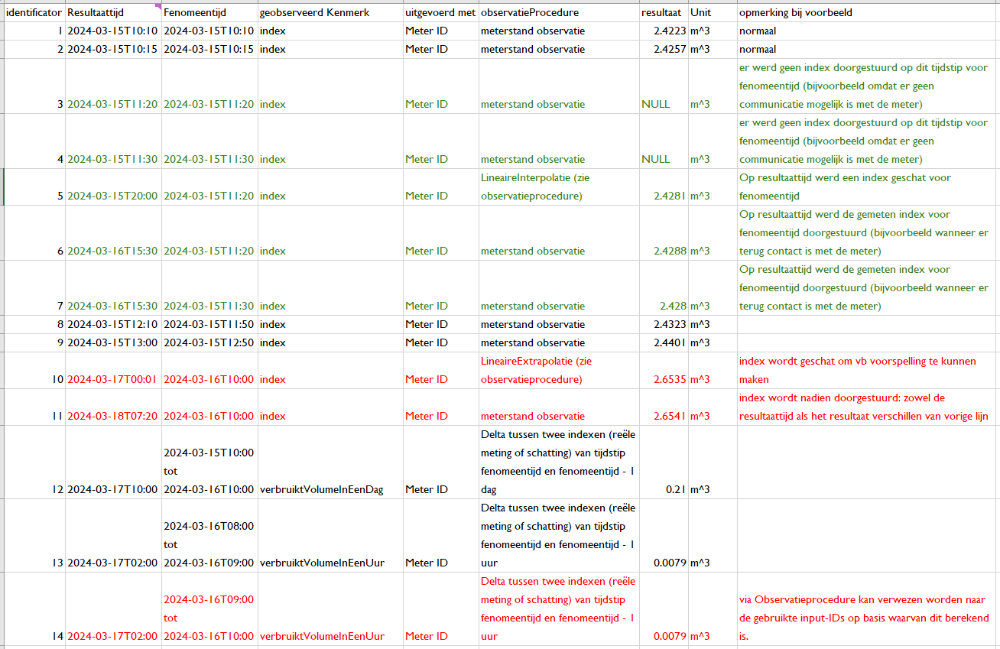 identificator Resultaattijd Fenomeentijd geobserveerd Kenmerk uitgevoerd met observatieProcedure resultaat Unit opmerking bij voorbeeld
1 2024-03-15T10:10 2024-03-15T10:10 index Meter ID meterstand observatie 2.4223 m^3 normaal
2 2024-03-15T10:15 2024-03-15T10:15 index Meter ID meterstand observatie 2.4257 m^3 normaal
er werd geen index doorgestuurd op dit tijdstip voor
fenomeentijd (bijvoorbeeld omdat er geen
3 2024-03-15T11:20 2024-03-15T11:20 index Meter ID meterstand observatie NULL m^3 communicatie mogelijk is met de meter)
er werd geen index doorgestuurd op dit tijdstip voor
fenomeentijd (bijvoorbeeld omdat er geen
4 2024-03-15T11:30 2024-03-15T11:30 index Meter ID meterstand observatie NULL m^3 communicatie mogelijk is met de meter)
LineaireInterpolatie (zie Op resultaattijd werd een index geschat voor
5 2024-03-15T20:00 2024-03-15T11:20 index Meter ID observatieprocedure) 2.4281 m^3 fenomeentijd
Op resultaattijd werd de gemeten index voor
fenomeentijd doorgestuurd (bijvoorbeeld wanneer er
6 2024-03-16T15:30 2024-03-15T11:20 index Meter ID meterstand observatie 2.4288 m^3 terug contact is met de meter)
Op resultaattijd werd de gemeten index voor
fenomeentijd doorgestuurd (bijvoorbeeld wanneer er
7 2024-03-16T15:30 2024-03-15T11:30 index Meter ID meterstand observatie 2.428 m^3 terug contact is met de meter)
8 2024-03-15T12:10 2024-03-15T11:50 index Meter ID meterstand observatie 2.4323 m^3
9 2024-03-15T13:00 2024-03-15T12:50 index Meter ID meterstand observatie 2.4401 m^3
LineaireExtrapolatie (zie index wordt geschat om vb voorspelling te kunnen
10 2024-03-17T00:01 2024-03-16T10:00 index Meter ID observatieprocedure) 2.6535 m^3 maken
index wordt nadien doorgestuurd: zowel de
11 2024-03-18T07:20 2024-03-16T10:00 index Meter ID meterstand observatie 2.6541 m^3 resultaattijd als het resultaat verschillen van vorige lijn
Delta tussen twee indexen (reële
2024-03-15T10:00 meting of schatting) van tijdstip
tot fenomeentijd en fenomeentijd - 1
12 2024-03-17T10:00 2024-03-16T10:00 verbruiktVolumeInEenDag Meter ID dag 0.21 m^3
Delta tussen twee indexen (reële
2024-03-16T08:00 meting of schatting) van tijdstip
tot fenomeentijd en fenomeentijd - 1
13 2024-03-17T02:00 2024-03-16T09:00 verbruiktVolumeInEenUur Meter ID uur 0.0079 m^3
Delta tussen twee indexen (reële
2024-03-16T09:00 meting of schatting) van tijdstip via Observatieprocedure kan verwezen worden naar
tot fenomeentijd en fenomeentijd - 1 de gebruikte input-IDs op basis waarvan dit berekend
14 2024-03-17T02:00 2024-03-16T10:00 verbruiktVolumeInEenUur Meter ID uur 0.0079 m^3 is.